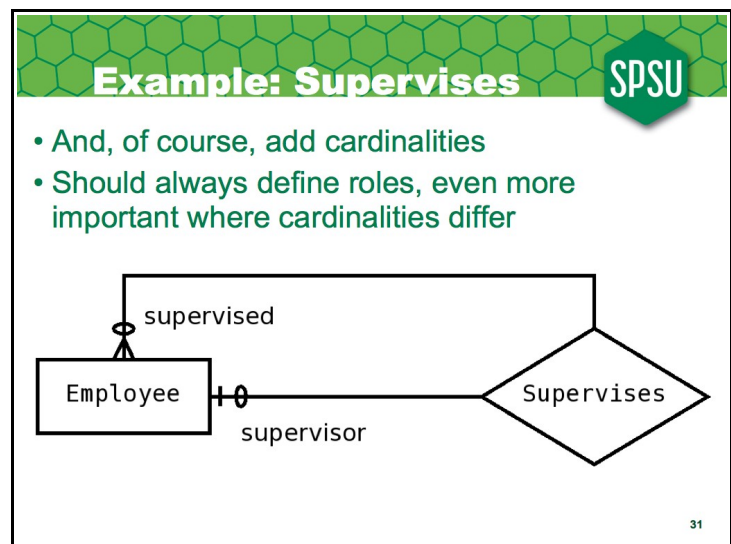 Example: Supervises
SPSU
• And, of course, add cardinalities
• Should always define roles, even more
important where cardinalities differ
supervised
Employee
Supervises
supervisor
31